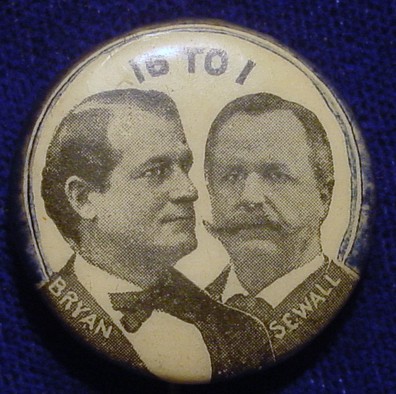 16 TO 1
BRYAN
SEWALL